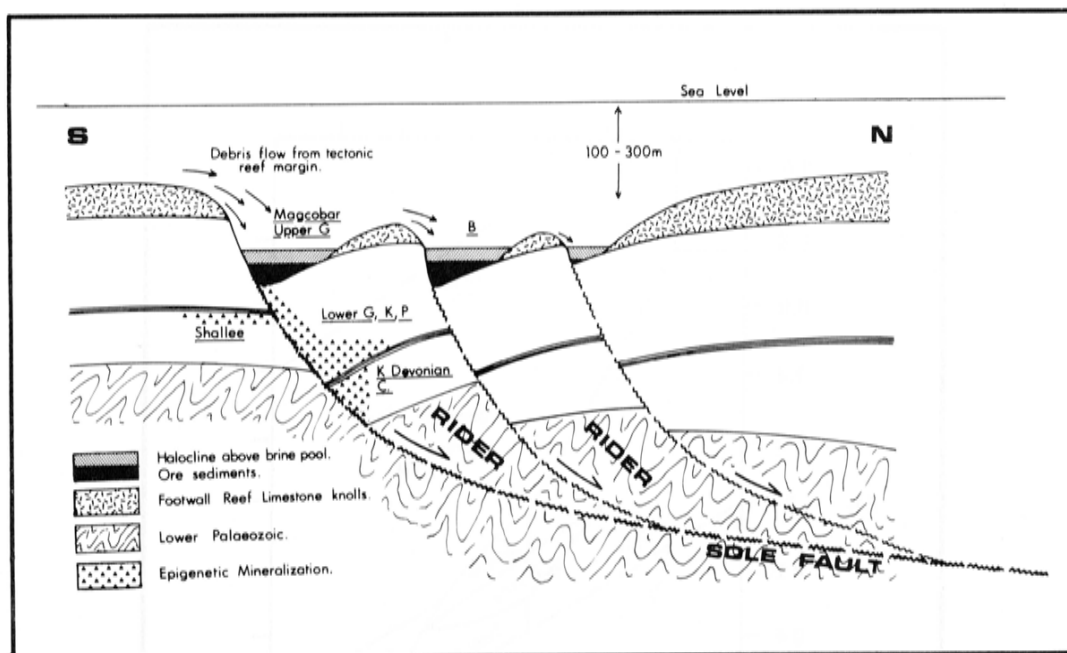 Sea Level
S
N
Debris flow from tectonic
reef margin.
100 - 300m
Magcobar
Upper G
B
Lower G, K, P
Shallee
K Devonian
C.
RIDER
RIDER
SOLE FAULT
Halocline above brine pool.
Ore sediments.
Footwall Reef Limestone knolls.
Lower Palaeozoic.
Epigenetic Mineralization.